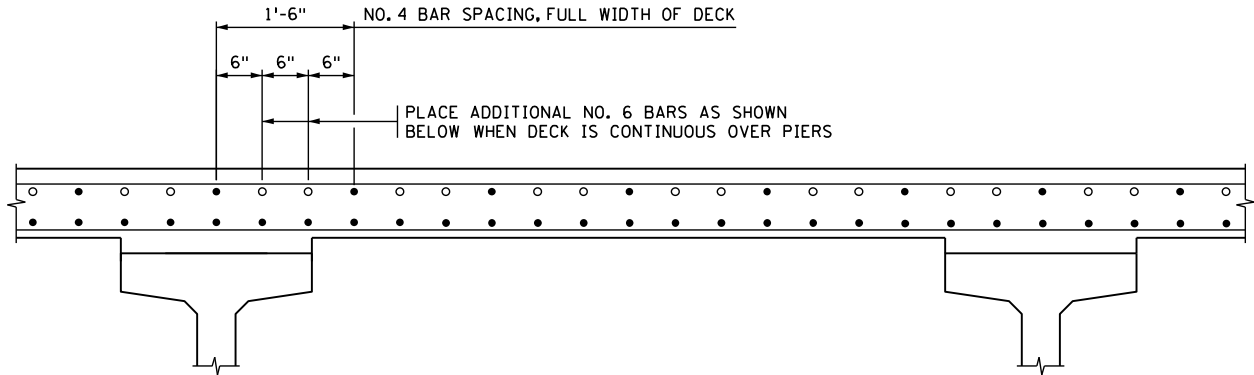 1'-6" NO. 4 BAR SPACING, FULL WIDTH OF DECK
6" 6" 6"
PLACE ADDITIONAL NO. 6 BARS AS SHOWN
BELOW WHEN DECK IS CONTINUOUS OVER PIERS